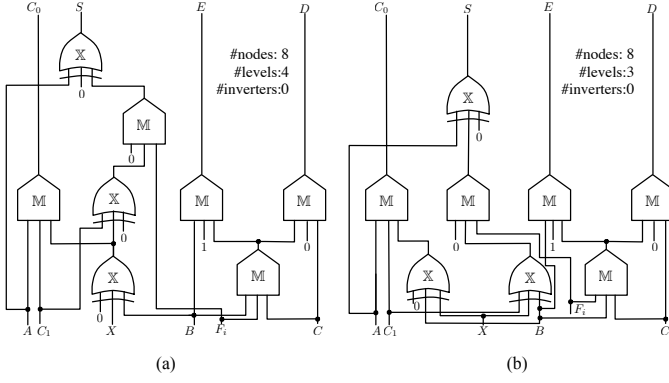 C0 S E D C0 S E D
𝕏
#nodes: 8
#levels:4
#inverters:0
#nodes: 8
#levels:3
#inverters:0
0
𝕏
0
𝕄
0
𝕄 𝕏 𝕄 𝕄 𝕄 𝕄 𝕄 𝕄
0 1 0 0 1 0
𝕏 𝕄 𝕏 𝕏 𝕄
0 0
A C1 X B Fi C A C1 X B Fi C
(a) (b)